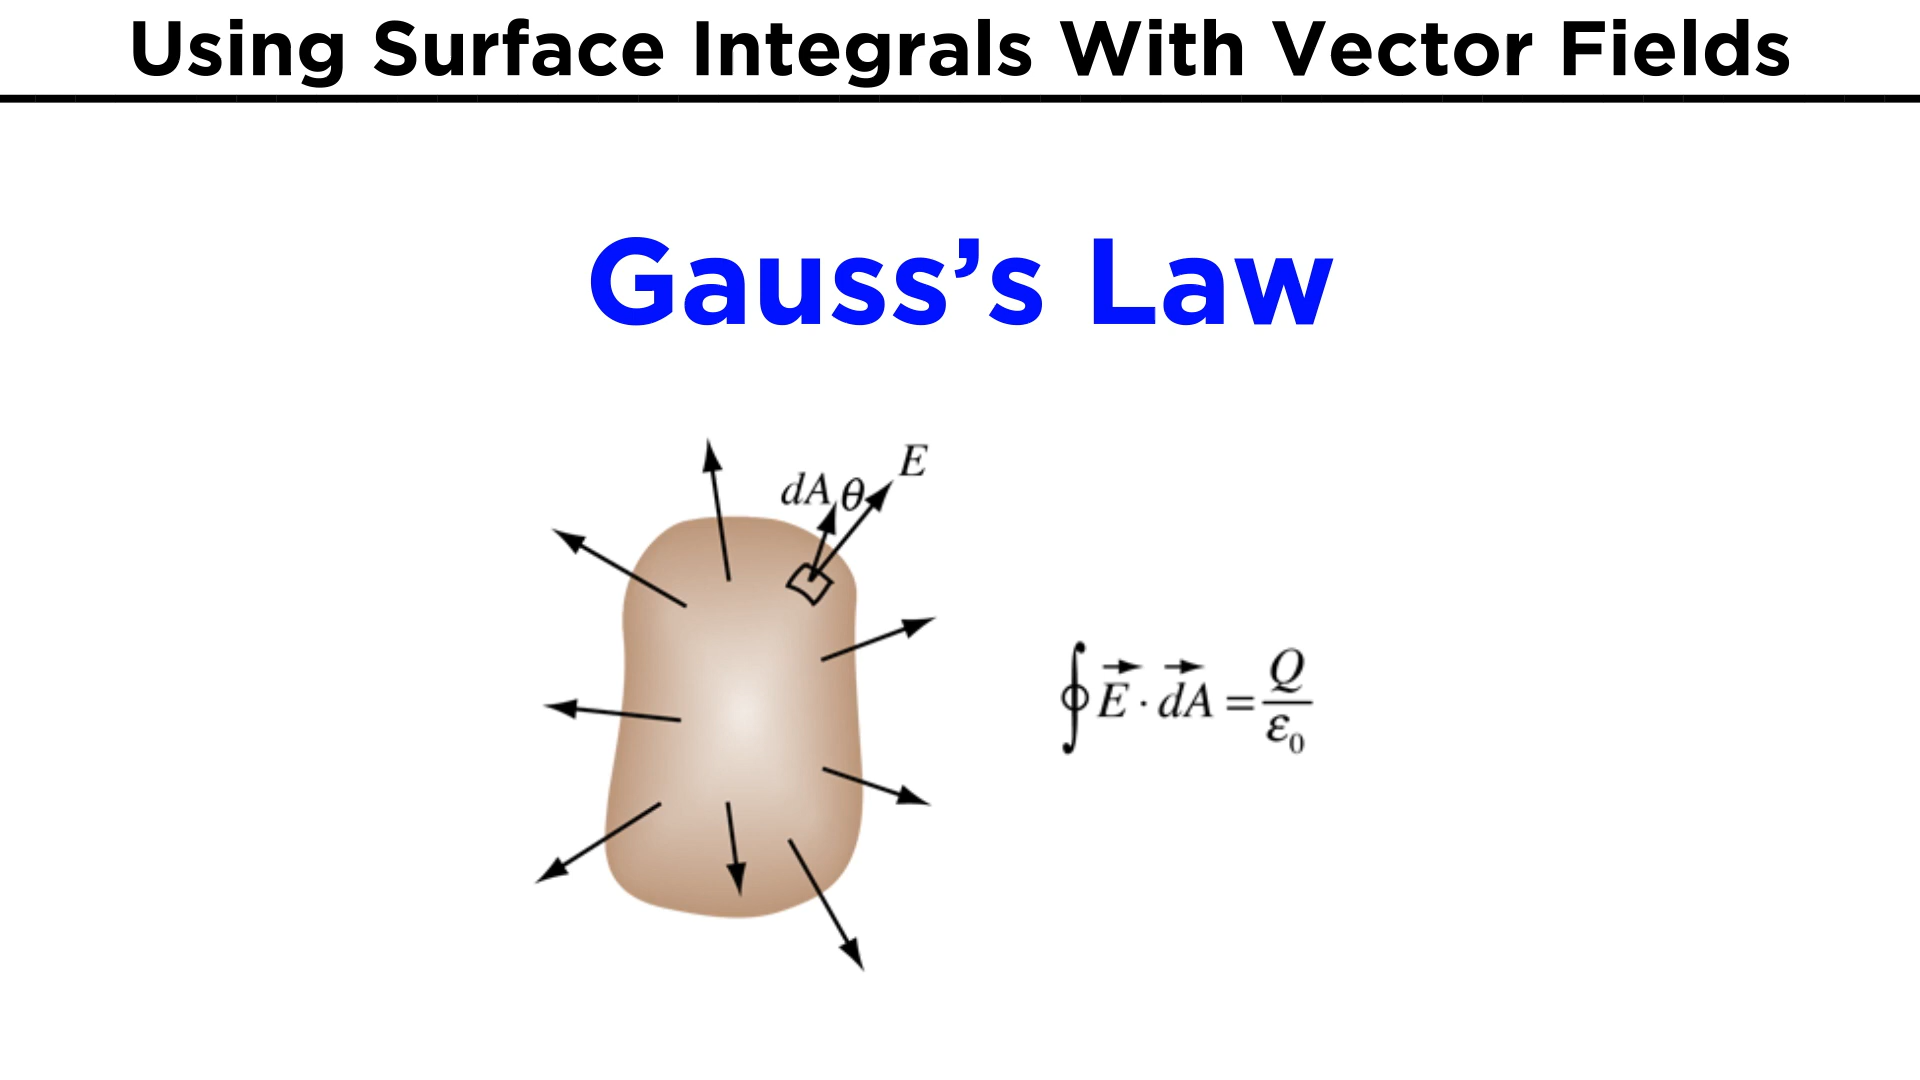 Using Surface Integrals With Vector Fields
Gauss’s Law
E
dA θ
∮ E⃗ · dA⃗ = Q/ε₀